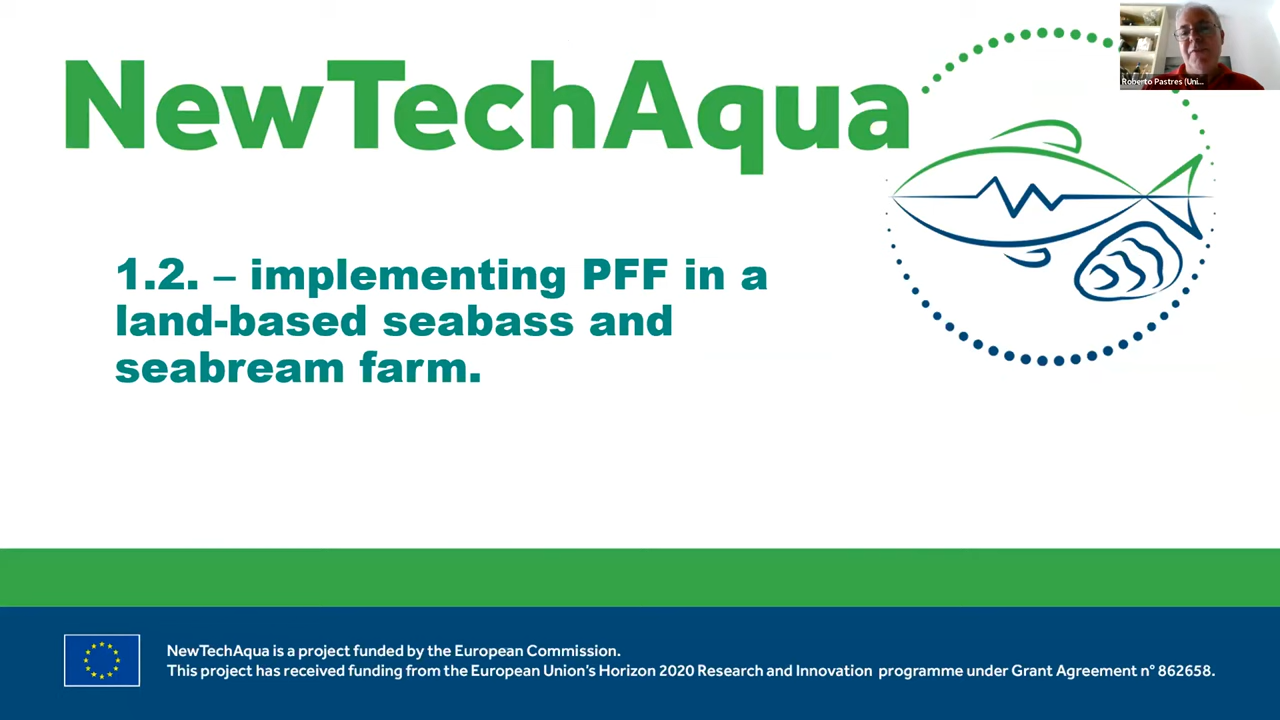 NewTechAqua
Roberto Pastres (Uni...
1.2. – implementing PFF in a
land-based seabass and
seabream farm.
NewTechAqua is a project funded by the European Commission.
This project has received funding from the European Union's Horizon 2020 Research and Innovation programme under Grant Agreement n° 862658.